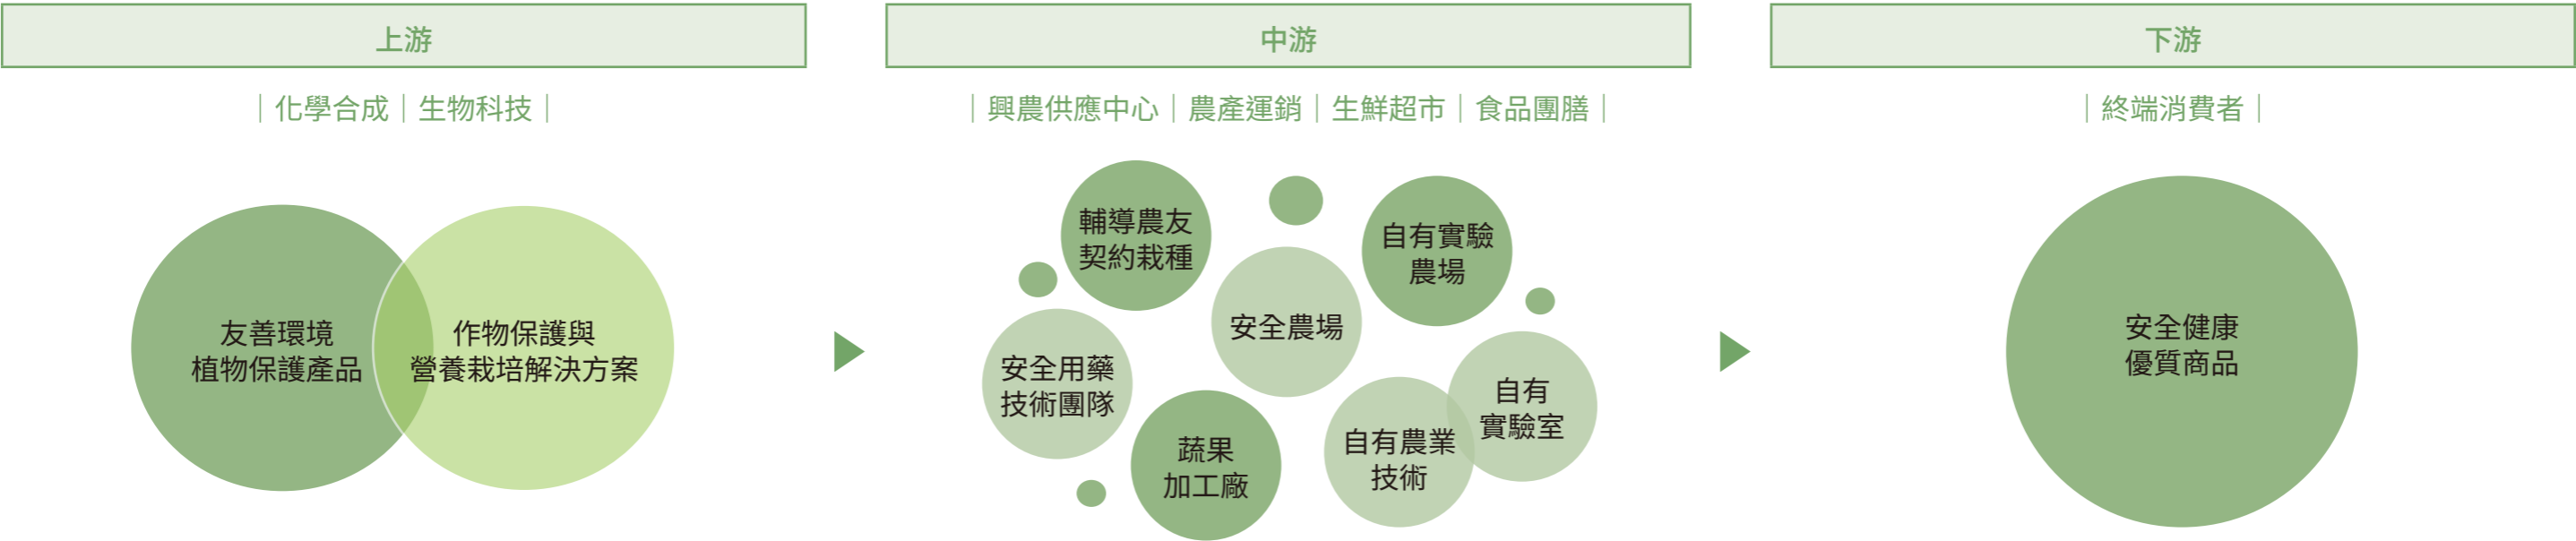 上游
｜化學合成｜生物科技｜
友善環境
植物保護產品
作物保護與
營養栽培解決方案
中游
｜興農供應中心｜農產運銷｜生鮮超市｜食品團膳｜
輔導農友
契約栽種
自有實驗
農場
安全農場
安全用藥
技術團隊
自有
實驗室
自有農業
技術
蔬果
加工廠
下游
｜終端消費者｜
安全健康
優質商品